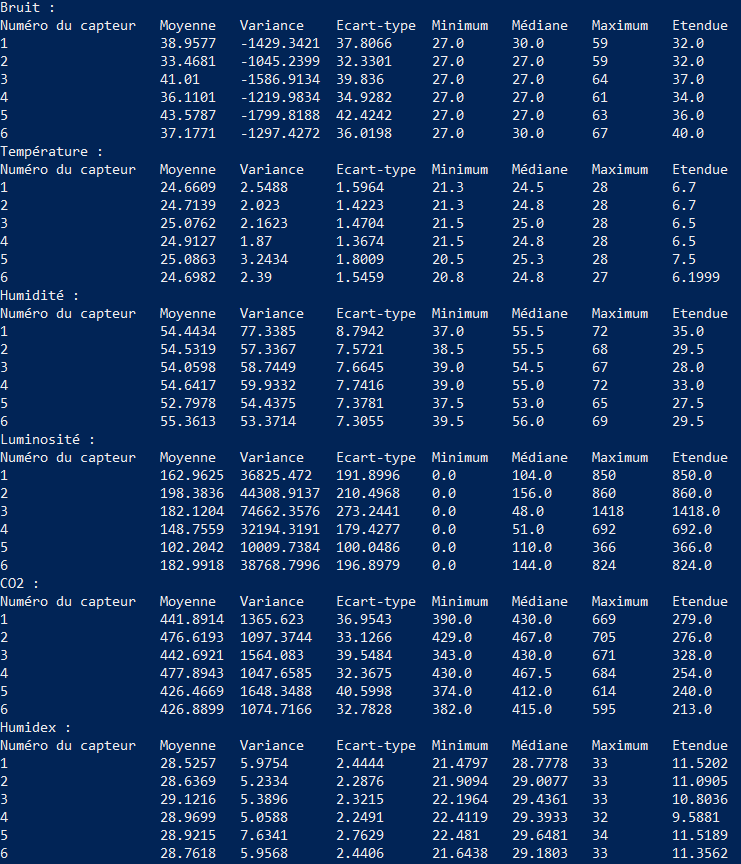 Bruit :
Numéro du capteur Moyenne Variance Ecart-type Minimum Médiane Maximum Etendue
1 38.9577 -1429.3421 37.8066 27.0 30.0 59 32.0
2 33.4681 -1045.2399 32.3301 27.0 27.0 59 32.0
3 41.01 -1586.9134 39.836 27.0 27.0 64 37.0
4 36.1101 -1219.9834 34.9282 27.0 27.0 61 34.0
5 43.5787 -1799.8188 42.4242 27.0 27.0 63 36.0
6 37.1771 -1297.4272 36.0198 27.0 30.0 67 40.0
Température :
Numéro du capteur Moyenne Variance Ecart-type Minimum Médiane Maximum Etendue
1 24.6609 2.5488 1.5964 21.3 24.5 28 6.7
2 24.7139 2.023 1.4223 21.3 24.8 28 6.7
3 25.0762 2.1623 1.4704 21.5 25.0 28 6.5
4 24.9127 1.87 1.3674 21.5 24.8 28 6.5
5 25.0863 3.2434 1.8009 20.5 25.3 28 7.5
6 24.6982 2.39 1.5459 20.8 24.8 27 6.1999
Humidité :
Numéro du capteur Moyenne Variance Ecart-type Minimum Médiane Maximum Etendue
1 54.4434 77.3385 8.7942 37.0 55.5 72 35.0
2 54.5319 57.3367 7.5721 38.5 55.5 68 29.5
3 54.0598 58.7449 7.6645 39.0 54.5 67 28.0
4 54.6417 59.9332 7.7416 39.0 55.0 72 33.0
5 52.7978 54.4375 7.3781 37.5 53.0 65 27.5
6 55.3613 53.3714 7.3055 39.5 56.0 69 29.5
Luminosité :
Numéro du capteur Moyenne Variance Ecart-type Minimum Médiane Maximum Etendue
1 162.9625 36825.472 191.8996 0.0 104.0 850 850.0
2 198.3836 44308.9137 210.4968 0.0 156.0 860 860.0
3 182.1204 74662.3576 273.2441 0.0 48.0 1418 1418.0
4 148.7559 32194.3191 179.4277 0.0 51.0 692 692.0
5 102.2042 10009.7384 100.0486 0.0 110.0 366 366.0
6 182.9918 38768.7996 196.8979 0.0 144.0 824 824.0
CO2 :
Numéro du capteur Moyenne Variance Ecart-type Minimum Médiane Maximum Etendue
1 441.8914 1365.623 36.9543 390.0 430.0 669 279.0
2 476.6193 1097.3744 33.1266 429.0 467.0 705 276.0
3 442.6921 1564.083 39.5484 343.0 430.0 671 328.0
4 477.8943 1047.6585 32.3675 430.0 467.5 684 254.0
5 426.4669 1648.3488 40.5998 374.0 412.0 614 240.0
6 426.8899 1074.7166 32.7828 382.0 415.0 595 213.0
Humidex :
Numéro du capteur Moyenne Variance Ecart-type Minimum Médiane Maximum Etendue
1 28.5257 5.9754 2.4444 21.4797 28.7778 33 11.5202
2 28.6369 5.2334 2.2876 21.9094 29.0077 33 11.0905
3 29.1216 5.3896 2.3215 22.1964 29.4361 33 10.8036
4 28.9699 5.0588 2.2491 22.4119 29.3933 32 9.5881
5 28.9215 7.6341 2.7629 22.481 29.6481 34 11.5189
6 28.7618 5.9568 2.4406 21.6438 29.1803 33 11.3562